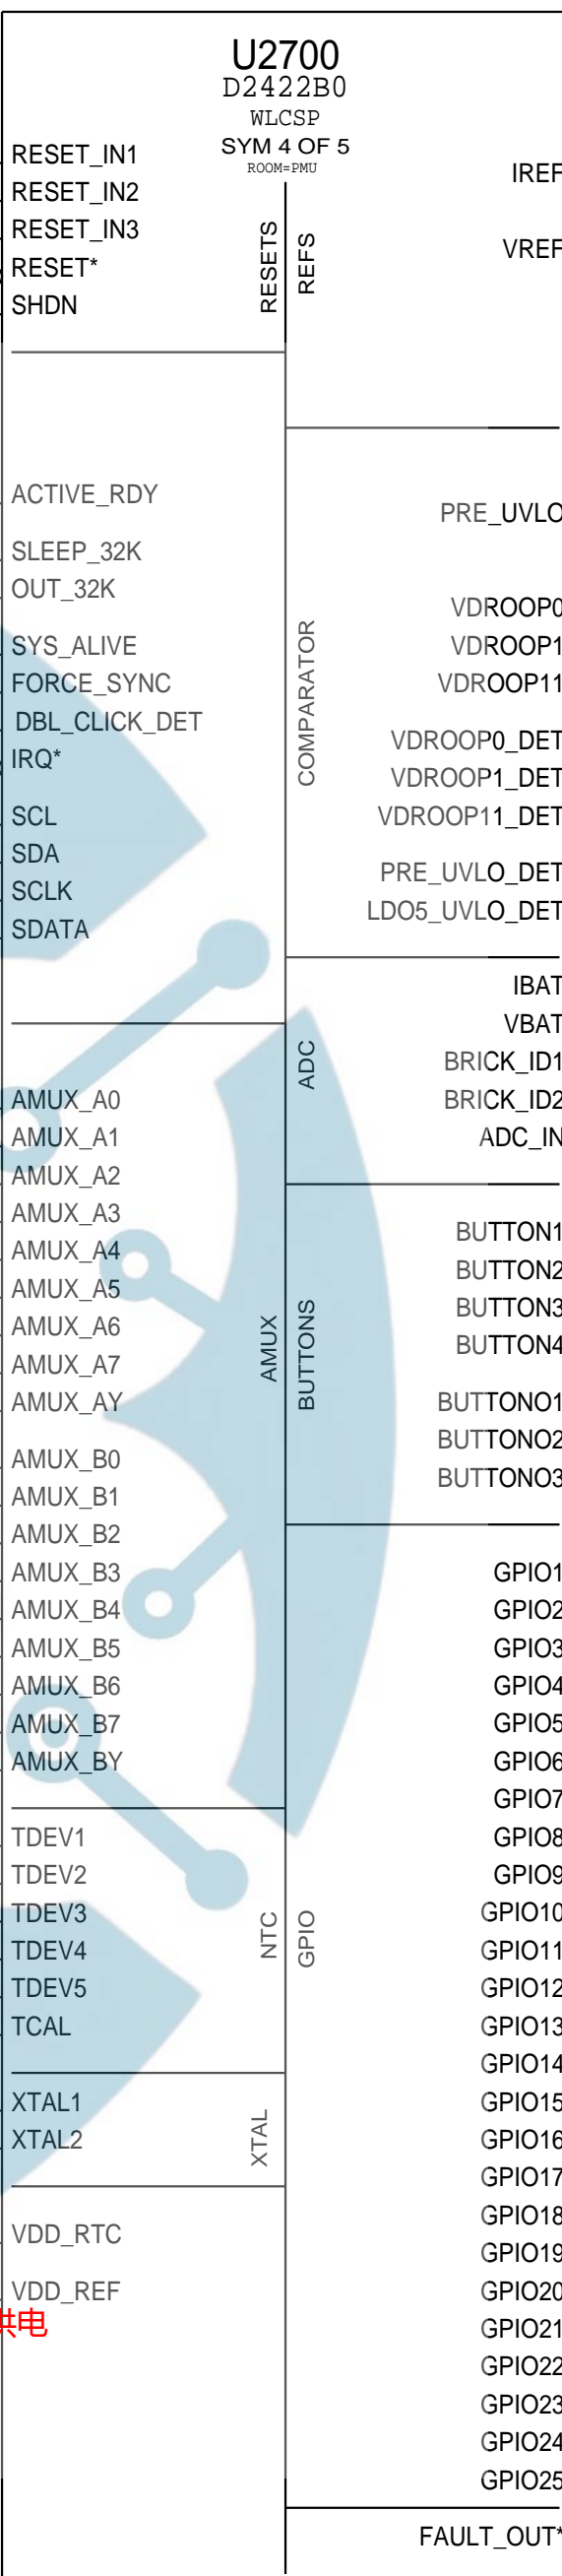 U2700
D2422B0
WLCSP
SYM 4 OF 5
ROOM=PMU
RESET_IN1
RESET_IN2
RESET_IN3
RESET*
SHDN
RESETS
REFS
IREF
VREF
ACTIVE_RDY
SLEEP_32K
OUT_32K
SYS_ALIVE
FORCE_SYNC
DBL_CLICK_DET
IRQ*
SCL
SDA
SCLK
SDATA
COMPARATOR
PRE_UVLO
VDROOP0
VDROOP1
VDROOP11
VDROOP0_DET
VDROOP1_DET
VDROOP11_DET
PRE_UVLO_DET
LDO5_UVLO_DET
ADC
IBAT
VBAT
BRICK_ID1
BRICK_ID2
ADC_IN
AMUX_A0
AMUX_A1
AMUX_A2
AMUX_A3
AMUX_A4
AMUX_A5
AMUX_A6
AMUX_A7
AMUX_AY
AMUX_B0
AMUX_B1
AMUX_B2
AMUX_B3
AMUX_B4
AMUX_B5
AMUX_B6
AMUX_B7
AMUX_BY
AMUX
BUTTONS
BUTTON1
BUTTON2
BUTTON3
BUTTON4
BUTTONO1
BUTTONO2
BUTTONO3
TDEV1
TDEV2
TDEV3
TDEV4
TDEV5
TCAL
NTC
GPIO
GPIO1
GPIO2
GPIO3
GPIO4
GPIO5
GPIO6
GPIO7
GPIO8
GPIO9
GPIO10
GPIO11
GPIO12
GPIO13
GPIO14
GPIO15
GPIO16
GPIO17
GPIO18
GPIO19
GPIO20
GPIO21
GPIO22
GPIO23
GPIO24
GPIO25
XTAL1
XTAL2
XTAL
VDD_RTC
VDD_REF
供电
FAULT_OUT*